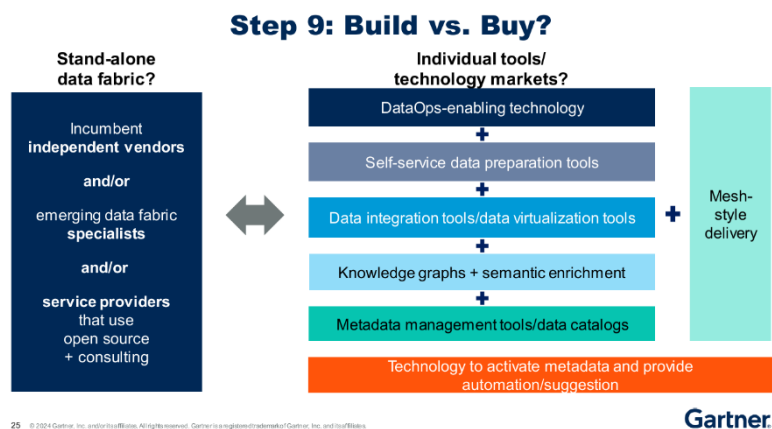 Step 9: Build vs. Buy?
Stand-alone
data fabric?
Incumbent
independent vendors
and/or
emerging data fabric
specialists
and/or
service providers
that use
open source
+ consulting
Individual tools/
technology markets?
DataOps-enabling technology
+
Self-service data preparation tools
+
Data integration tools/data virtualization tools
+
Knowledge graphs + semantic enrichment
+
Metadata management tools/data catalogs
+
Mesh-
style
delivery
Technology to activate metadata and provide
automation/suggestion
25 © 2024 Gartner, Inc. and/or its affiliates. All rights reserved. Gartner is a registered trademark of Gartner, Inc. and its affiliates.
Gartner